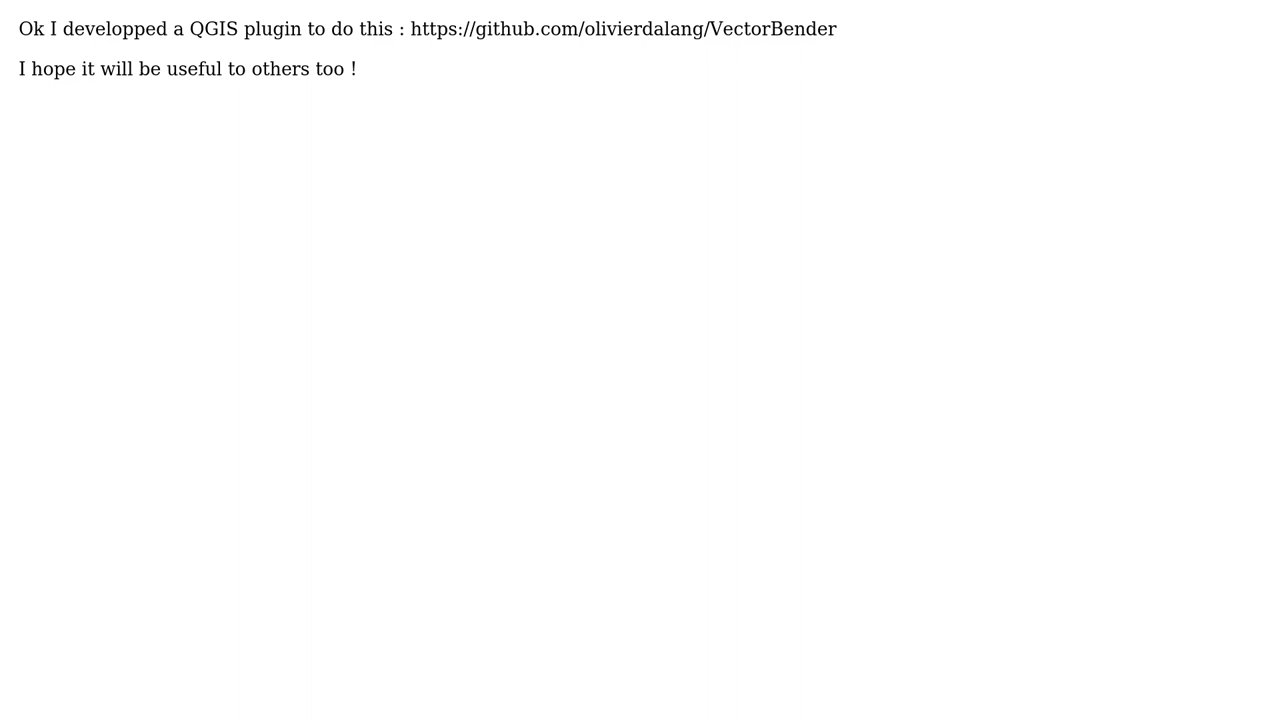 Ok I developped a QGIS plugin to do this : https://github.com/olivierdalang/VectorBender
I hope it will be useful to others too !